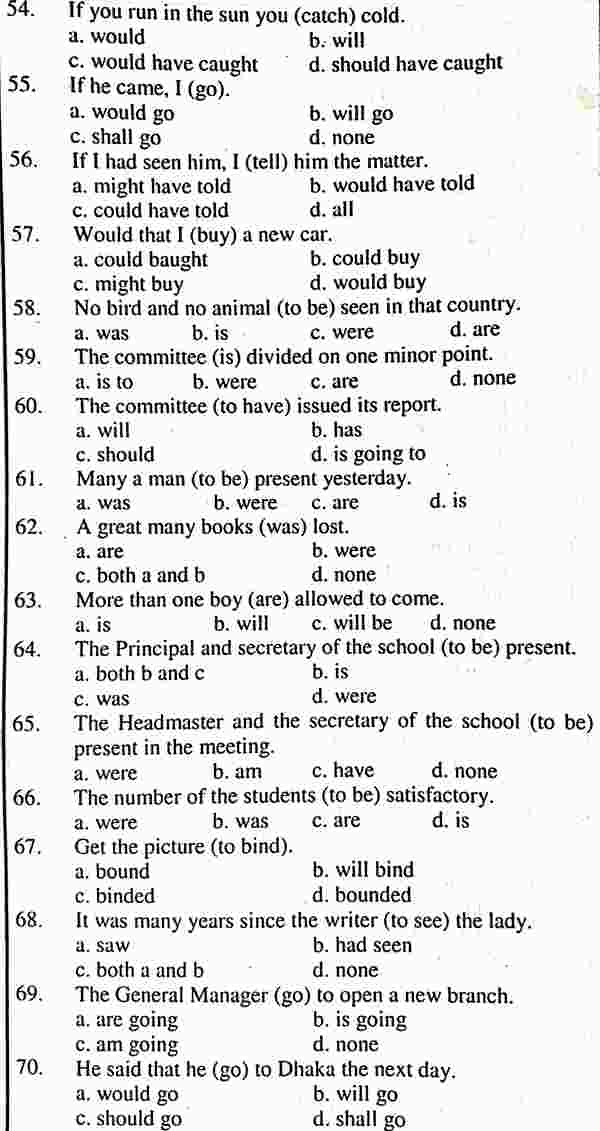 54. If you run in the sun you (catch) cold.
a. would b. will
c. would have caught d. should have caught
55. If he came, I (go).
a. would go b. will go
c. shall go d. none
56. If I had seen him, I (tell) him the matter.
a. might have told b. would have told
c. could have told d. all
57. Would that I (buy) a new car.
a. could baught b. could buy
c. might buy d. would buy
58. No bird and no animal (to be) seen in that country.
a. was b. is c. were d. are
59. The committee (is) divided on one minor point.
a. is to b. were c. are d. none
60. The committee (to have) issued its report.
a. will b. has
c. should d. is going to
61. Many a man (to be) present yesterday.
a. was b. were c. are d. is
62. A great many books (was) lost.
a. are b. were
c. both a and b d. none
63. More than one boy (are) allowed to come.
a. is b. will c. will be d. none
64. The Principal and secretary of the school (to be) present.
a. both b and c b. is
c. was d. were
65. The Headmaster and the secretary of the school (to be)
present in the meeting.
a. were b. am c. have d. none
66. The number of the students (to be) satisfactory.
a. were b. was c. are d. is
67. Get the picture (to bind).
a. bound b. will bind
c. binded d. bounded
68. It was many years since the writer (to see) the lady.
a. saw b. had seen
c. both a and b d. none
69. The General Manager (go) to open a new branch.
a. are going b. is going
c. am going d. none
70. He said that he (go) to Dhaka the next day.
a. would go b. will go
c. should go d. shall go